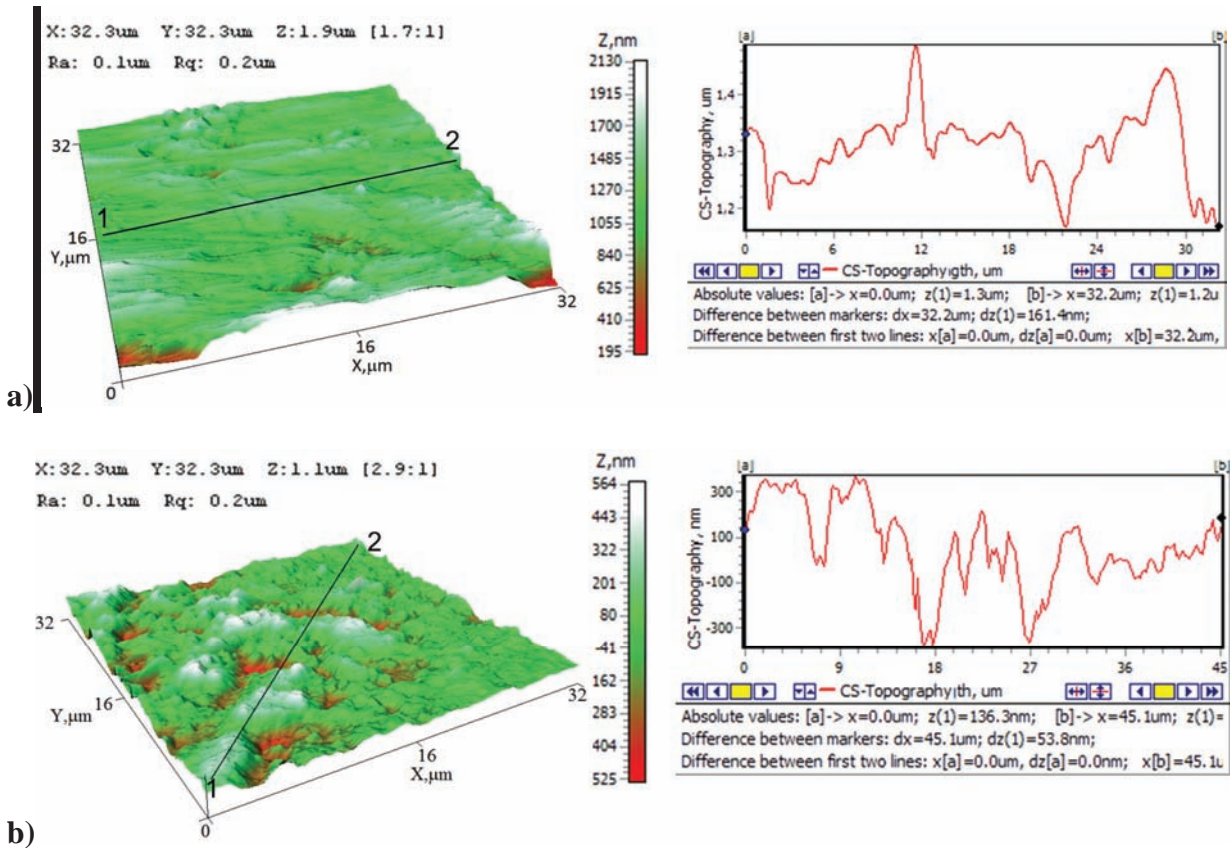 X:32.3um Y:32.3um Z:1.9um [1.7:1]
Ra: 0.1um Rq: 0.2um
Z,nm
2130
1915
1700
1485
1270
1055
840
625
410
195
32
16
Y,µm
1
2
0
16
X,µm
32
[a] [b]
CS-Topography, um
1,4
1,3
1,2
0 6 12 18 24 30
CS-Topography gth, um
Absolute values: [a]-> x=0.0um; z(1)=1.3um; [b]-> x=32.2um; z(1)=1.2u
Difference between markers: dx=32.2um; dz(1)=161.4nm;
Difference between first two lines: x[a]=0.0um, dz[a]=0.0um; x[b]=32.2um,
a)
X:32.3um Y:32.3um Z:1.1um [2.9:1]
Ra: 0.1um Rq: 0.2um
Z,nm
564
443
322
201
80
-41
162
283
404
525
32
16
Y,µm
1
2
0
16
X,µm
32
[a] [b]
CS-Topography, nm
300
100
-100
-300
0 9 18 27 36 45
CS-Topography th, um
Absolute values: [a]-> x=0.0um; z(1)=136.3nm; [b]-> x=45.1um; z(1)=
Difference between markers: dx=45.1um; dz(1)=53.8nm;
Difference between first two lines: x[a]=0.0um, dz[a]=0.0nm; x[b]=45.1u
b)